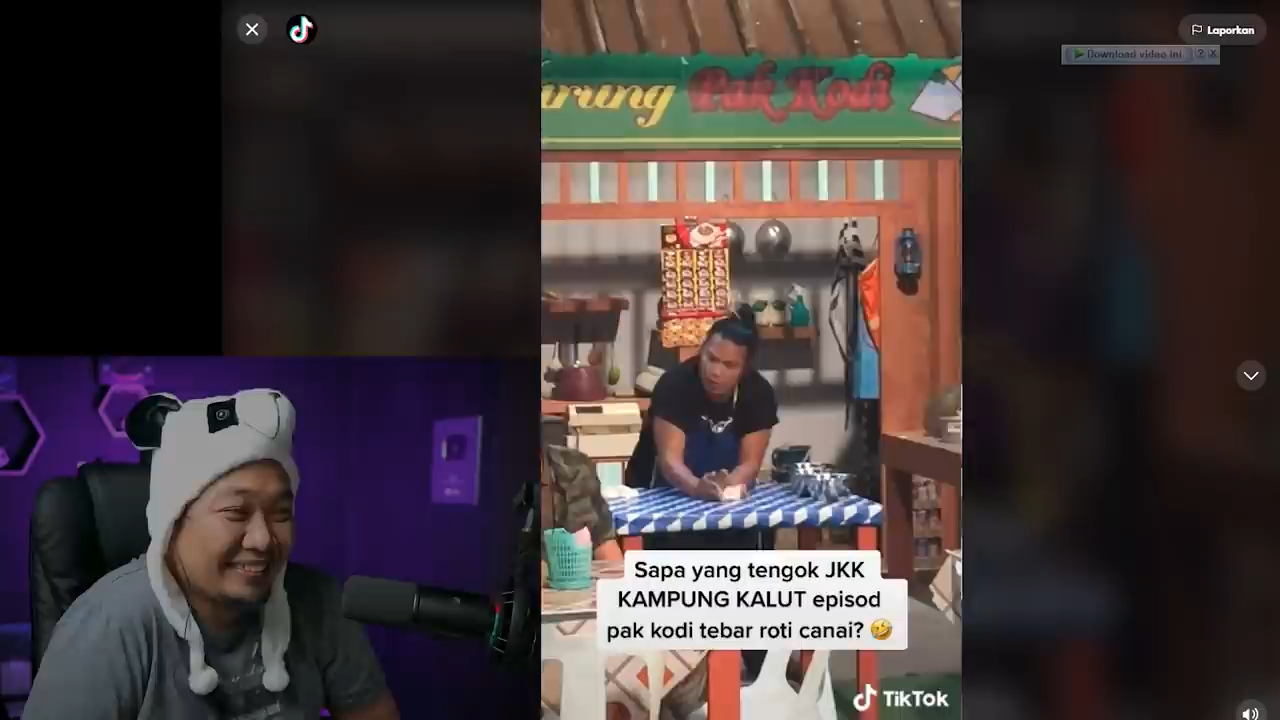 Laporkan
Download video ini
? X
arung Pak Kodi
Sapa yang tengok JKK
KAMPUNG KALUT episod
pak kodi tebar roti canai? 🤣
TikTok